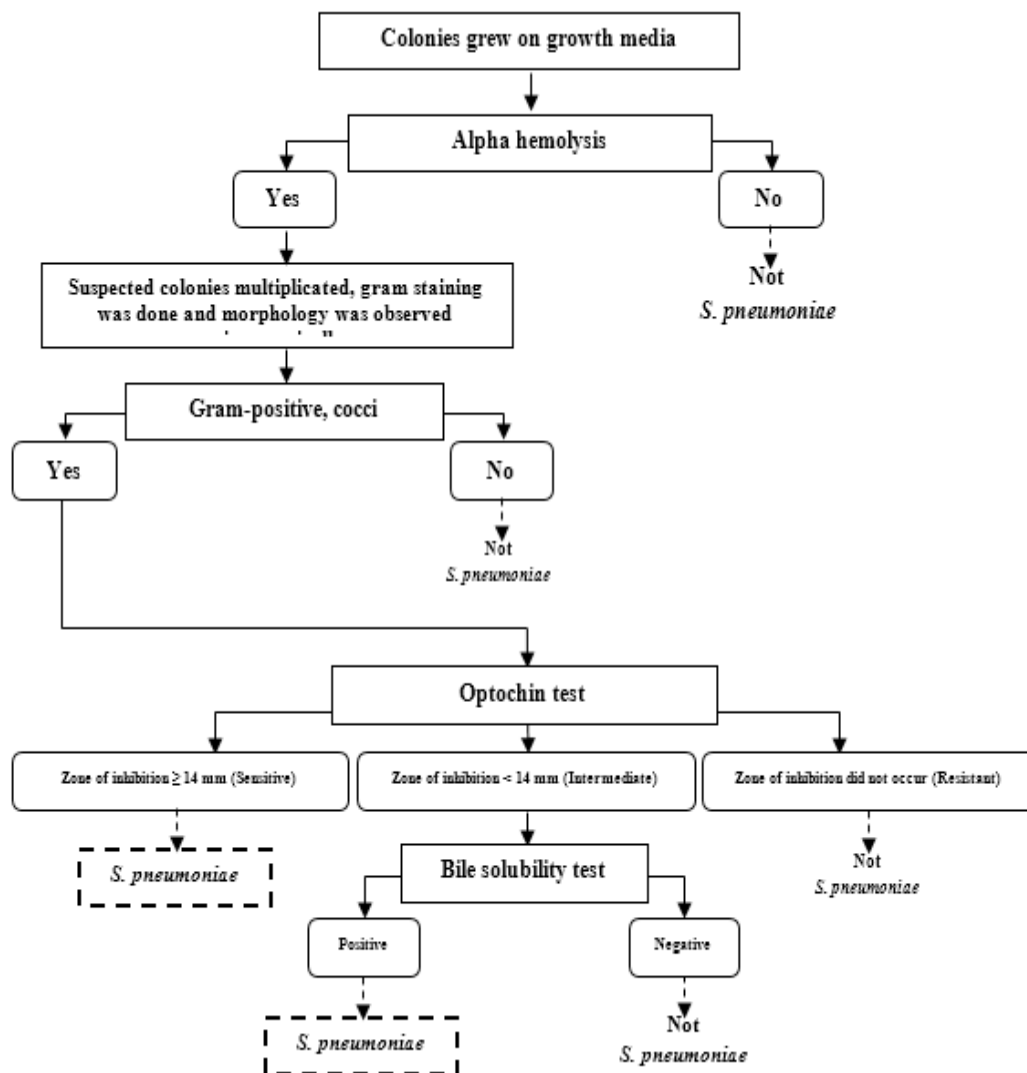 Colonies grew on growth media
Alpha hemolysis
Yes
No
Not
S. pneumoniae
Suspected colonies multiplicated, gram staining
was done and morphology was observed
Gram-positive, cocci
Yes
No
Not
S. pneumoniae
Optochin test
Zone of inhibition ≥ 14 mm (Sensitive)
Zone of inhibition < 14 mm (Intermediate)
Zone of inhibition did not occur (Resistant)
S. pneumoniae
Bile solubility test
Not
S. pneumoniae
Positive
Negative
S. pneumoniae
Not
S. pneumoniae